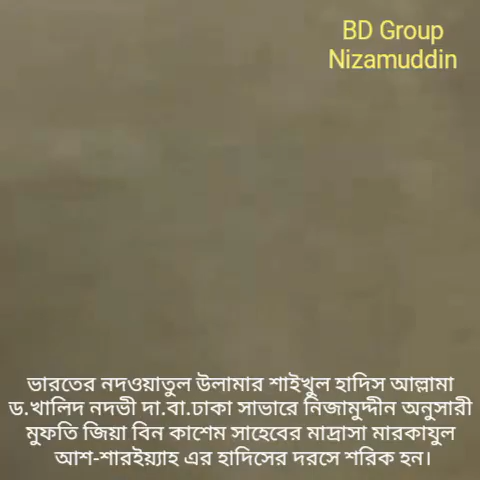 BD Group
Nizamuddin
ভারতের নদওয়াতুল উলামার শাইখুল হাদিস আল্লামা
ড.খালিদ নদভী দা.বা.ঢাকা সাভারে নিজামুদ্দীন অনুসারী
মুফতি জিয়া বিন কাশেম সাহেবের মাদ্রাসা মারকাযুল
আশ-শারইয়্যাহ এর হাদিসের দরসে শরিক হন।